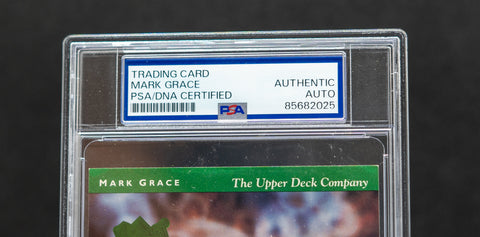 TRADING CARD
MARK GRACE
PSA/DNA CERTIFIED
AUTHENTIC
AUTO
85682025
PSA
MARK GRACE
The Upper Deck Company